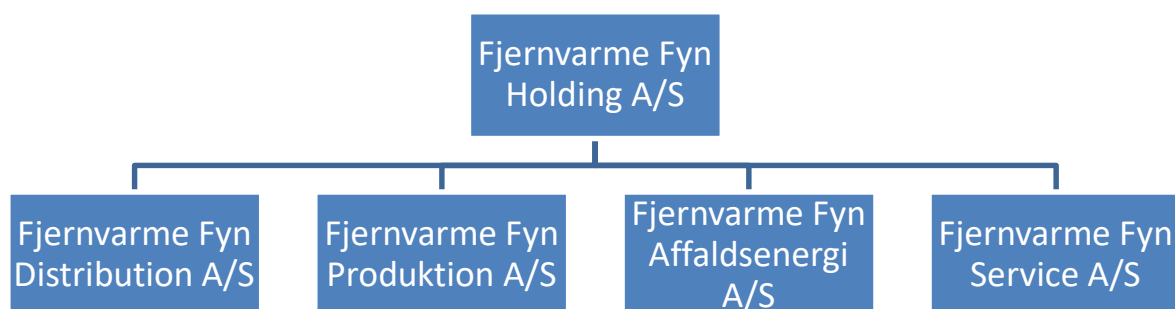 Fjernvarme Fyn
Holding A/S
Fjernvarme Fyn
Distribution A/S
Fjernvarme Fyn
Produktion A/S
Fjernvarme Fyn
Affaldsenergi
A/S
Fjernvarme Fyn
Service A/S